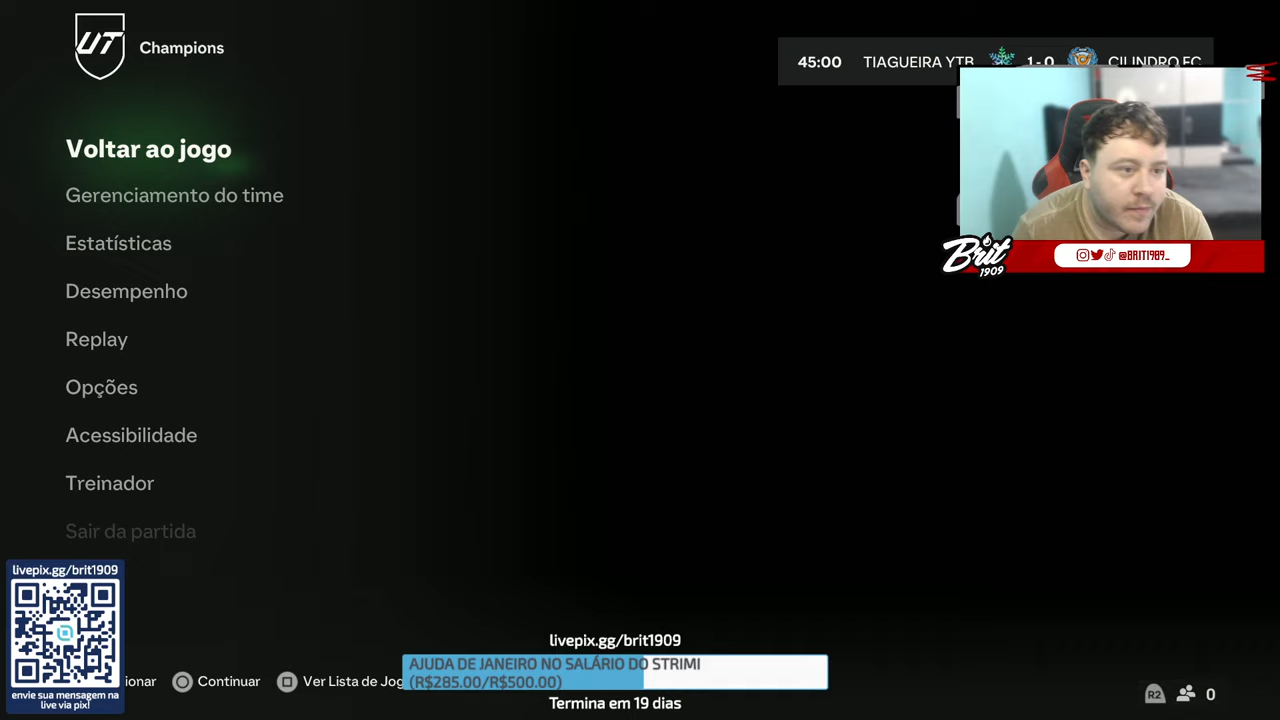 UT
Champions
45:00 TIAGUEIRA YTB 1 - 0 CILINDRO FC
Voltar ao jogo
Gerenciamento do time
Estatísticas
Desempenho
Replay
Opções
Acessibilidade
Treinador
Sair da partida
Brit
1909
@BRIT1909_
livepix.gg/brit1909
envie sua mensagem na
live via pix!
ionar Continuar Ver Lista de Jog
livepix.gg/brit1909
AJUDA DE JANEIRO NO SALÁRIO DO STRIMI
(R$285.00/R$500.00)
Termina em 19 dias
R2 0